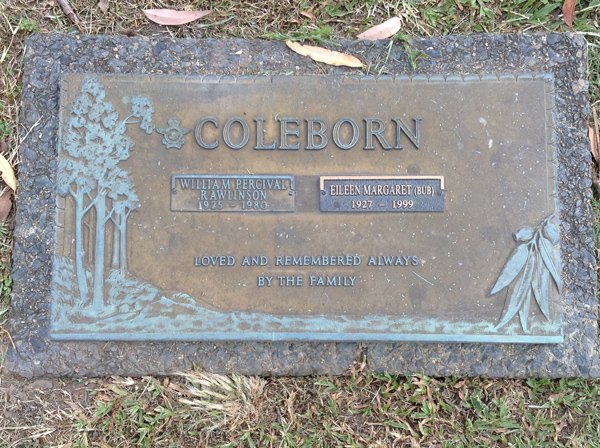 COLEBORN
WILLIAM PERCIVAL
RAWLINSON
1925 - 1980
EILEEN MARGARET (BUB)
1927 - 1999
LOVED AND REMEMBERED ALWAYS
BY THE FAMILY